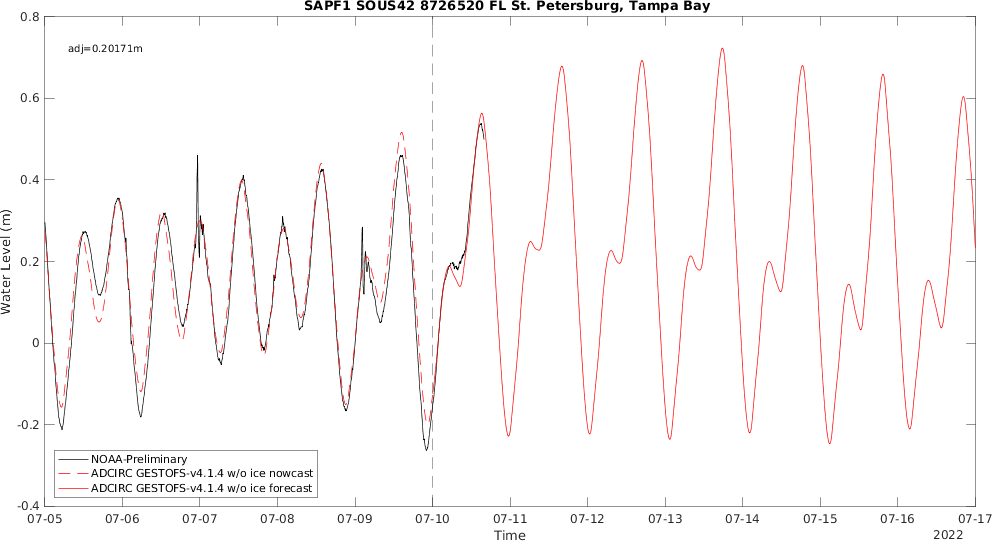 SAPF1 SOUS42 8726520 FL St. Petersburg, Tampa Bay
adj=0.20171m
Water Level (m)
0.8
0.6
0.4
0.2
0
-0.2
-0.4
NOAA-Preliminary
ADCIRC GESTOFS-v4.1.4 w/o ice nowcast
ADCIRC GESTOFS-v4.1.4 w/o ice forecast
07-05 07-06 07-07 07-08 07-09 07-10 07-11 07-12 07-13 07-14 07-15 07-16 07-17
Time
2022